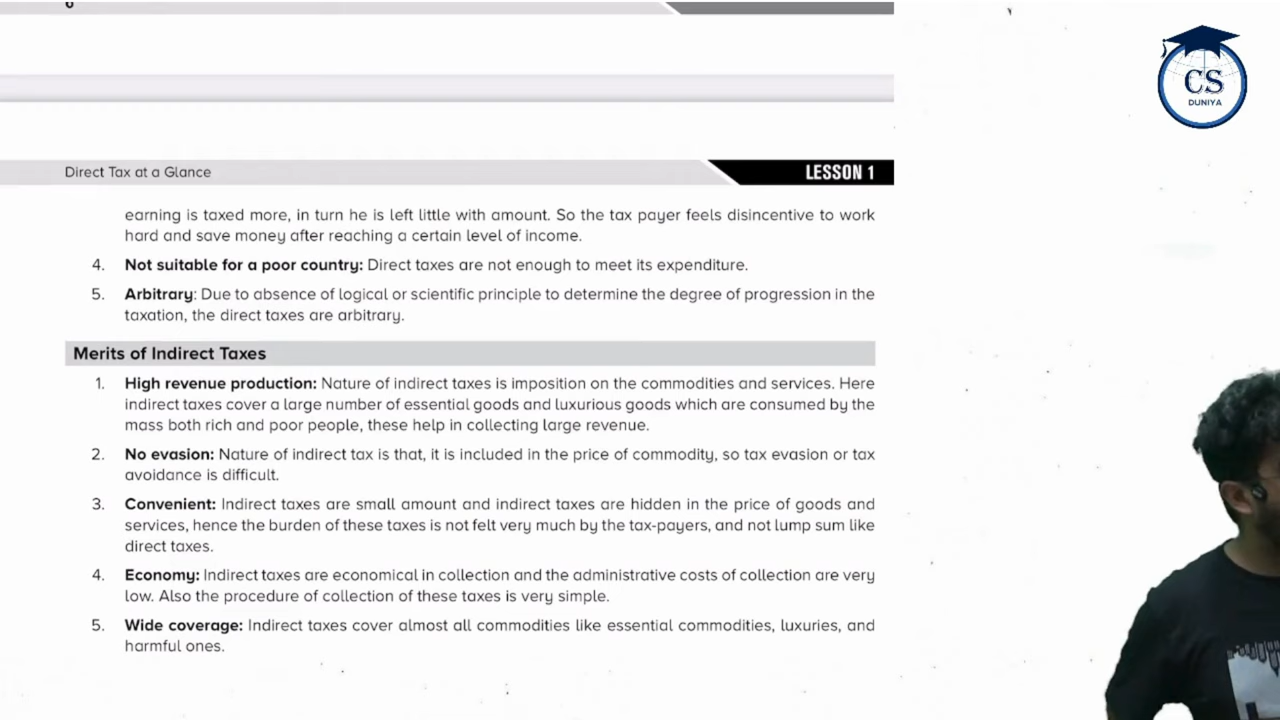 CS
DUNIYA
Direct Tax at a Glance
LESSON 1
earning is taxed more, in turn he is left little with amount. So the tax payer feels disincentive to work
hard and save money after reaching a certain level of income.
4. Not suitable for a poor country: Direct taxes are not enough to meet its expenditure.
5. Arbitrary: Due to absence of logical or scientific principle to determine the degree of progression in the
taxation, the direct taxes are arbitrary.
Merits of Indirect Taxes
1. High revenue production: Nature of indirect taxes is imposition on the commodities and services. Here
indirect taxes cover a large number of essential goods and luxurious goods which are consumed by the
mass both rich and poor people, these help in collecting large revenue.
2. No evasion: Nature of indirect tax is that, it is included in the price of commodity, so tax evasion or tax
avoidance is difficult.
3. Convenient: Indirect taxes are small amount and indirect taxes are hidden in the price of goods and
services, hence the burden of these taxes is not felt very much by the tax-payers, and not lump sum like
direct taxes.
4. Economy: Indirect taxes are economical in collection and the administrative costs of collection are very
low. Also the procedure of collection of these taxes is very simple.
5. Wide coverage: Indirect taxes cover almost all commodities like essential commodities, luxuries, and
harmful ones.